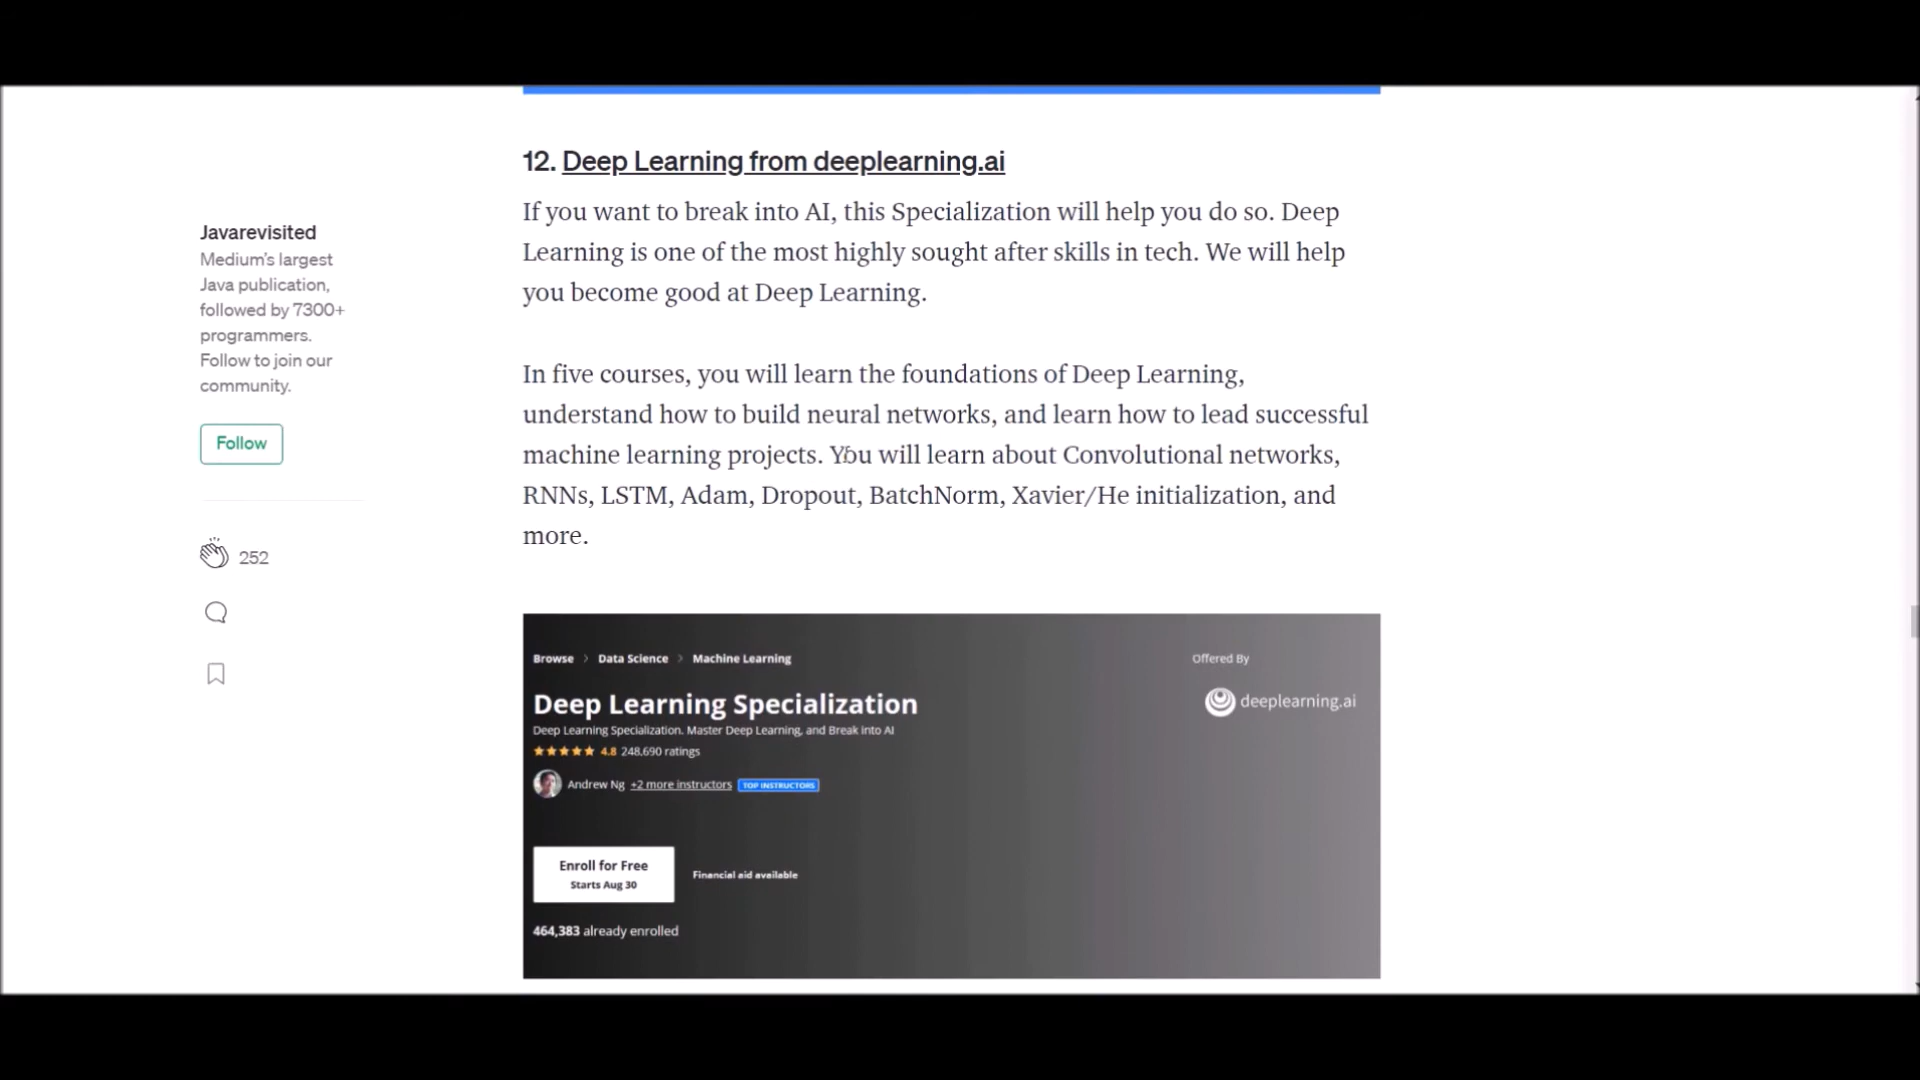 12. Deep Learning from deeplearning.ai
If you want to break into AI, this Specialization will help you do so. Deep
Learning is one of the most highly sought after skills in tech. We will help
you become good at Deep Learning.
In five courses, you will learn the foundations of Deep Learning,
understand how to build neural networks, and learn how to lead successful
machine learning projects. You will learn about Convolutional networks,
RNNs, LSTM, Adam, Dropout, BatchNorm, Xavier/He initialization, and
more.
Javarevisited
Medium's largest
Java publication,
followed by 7300+
programmers.
Follow to join our
community.
Follow
252
Browse > Data Science > Machine Learning
Offered By
Deep Learning Specialization
deeplearning.ai
Deep Learning Specialization. Master Deep Learning, and Break into AI
4.8 248,690 ratings
Andrew Ng +2 more instructors TOP INSTRUCTORS
Enroll for Free
Starts Aug 30
Financial aid available
464,383 already enrolled